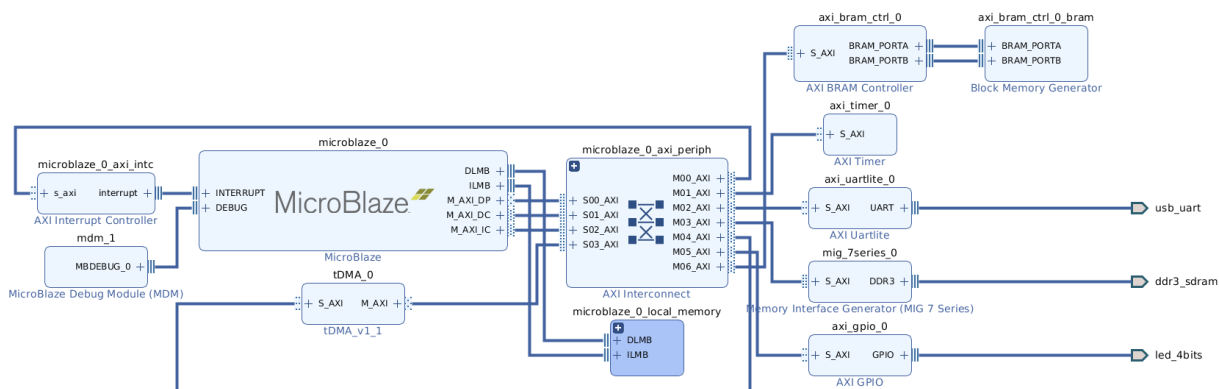 axi_bram_ctrl_0
axi_bram_ctrl_0_bram
S_AXI
BRAM_PORTA
BRAM_PORTB
BRAM_PORTA
BRAM_PORTB
AXI BRAM Controller
Block Memory Generator
axi_timer_0
S_AXI
AXI Timer
microblaze_0_axi_intc
s_axi
interrupt
AXI Interrupt Controller
microblaze_0
INTERRUPT
DEBUG
MicroBlaze
DLMB
ILMB
M_AXI_DP
M_AXI_DC
M_AXI_IC
MicroBlaze
microblaze_0_axi_periph
S00_AXI
S01_AXI
S02_AXI
S03_AXI
M00_AXI
M01_AXI
M02_AXI
M03_AXI
M04_AXI
M05_AXI
M06_AXI
AXI Interconnect
axi_uartlite_0
S_AXI
UART
AXI Uartlite
usb_uart
mdm_1
MBDEBUG_0
MicroBlaze Debug Module (MDM)
tDMA_0
S_AXI
M_AXI
tDMA_v1_1
mig_7series_0
S_AXI
DDR3
Memory Interface Generator (MIG 7 Series)
ddr3_sdram
microblaze_0_local_memory
DLMB
ILMB
axi_gpio_0
S_AXI
GPIO
AXI GPIO
led_4bits